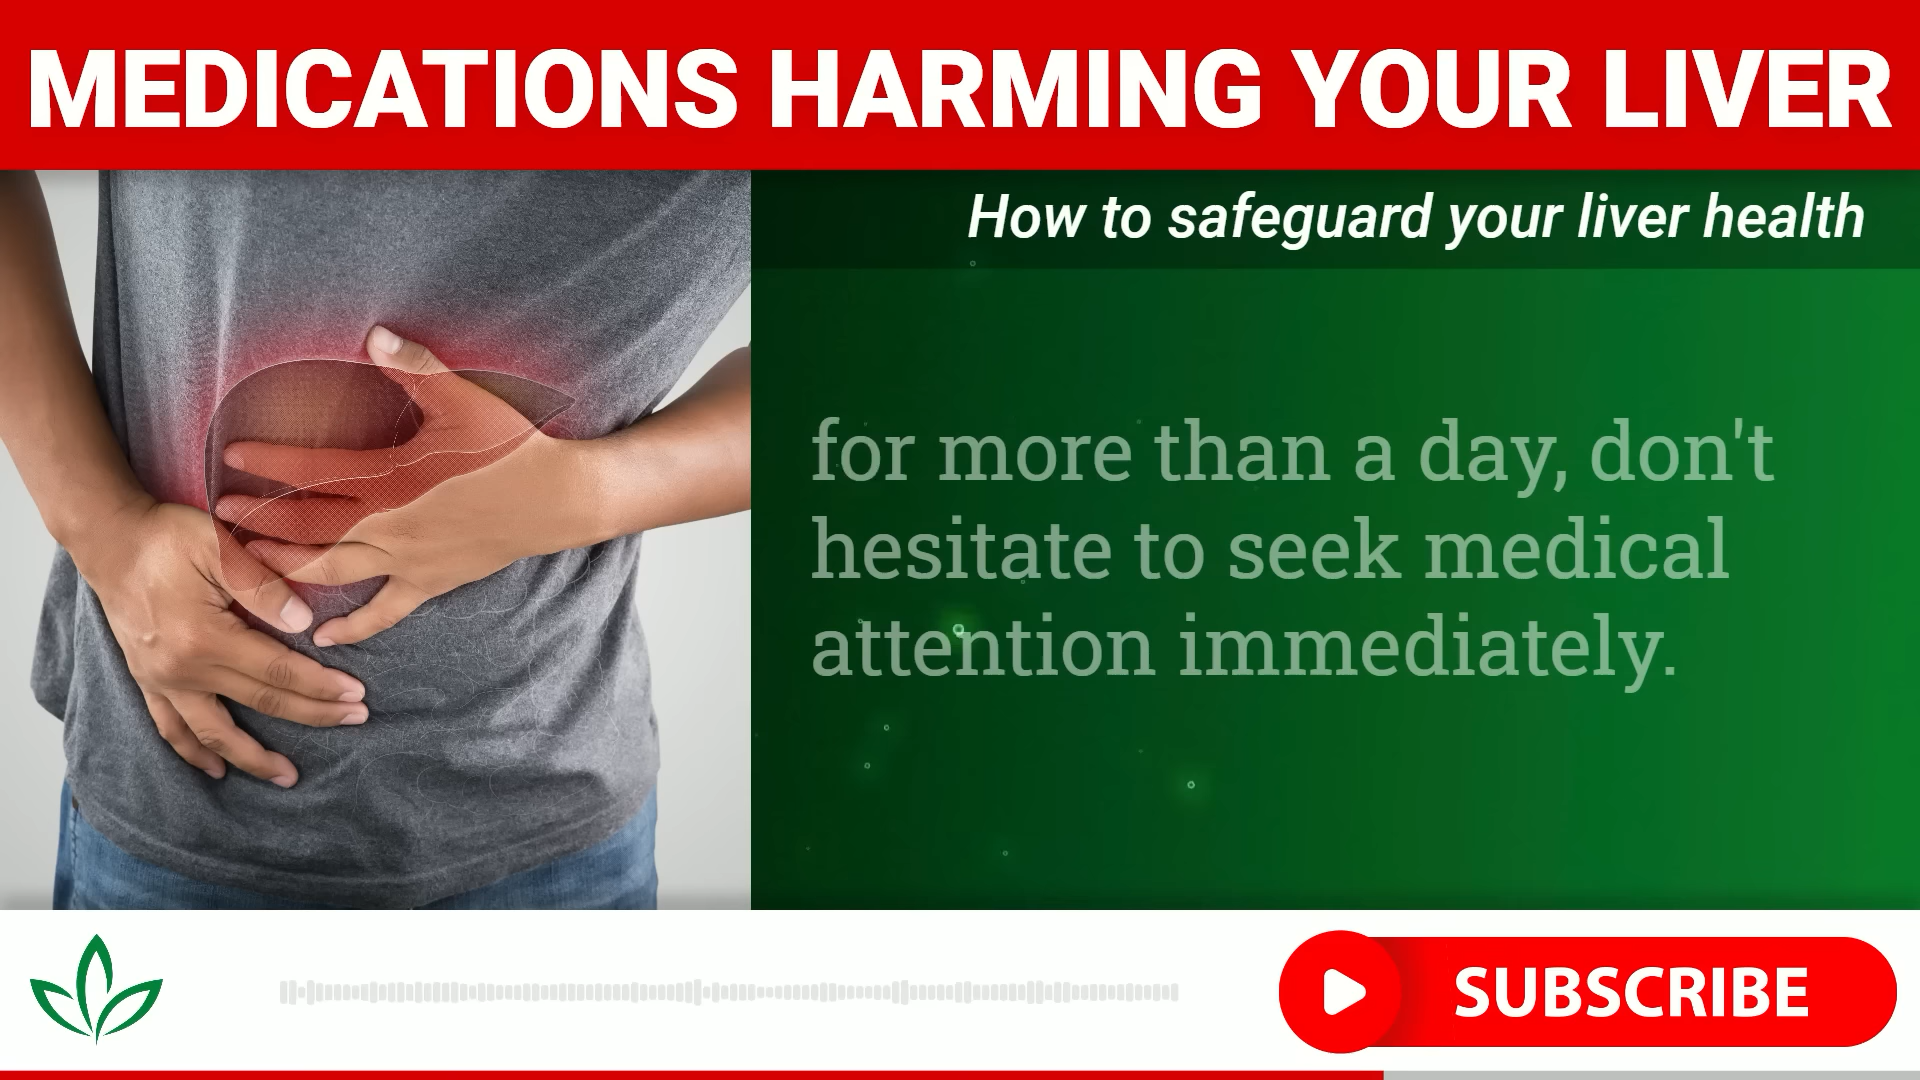 MEDICATIONS HARMING YOUR LIVER
How to safeguard your liver health
for more than a day, don't
hesitate to seek medical
attention immediately.
SUBSCRIBE